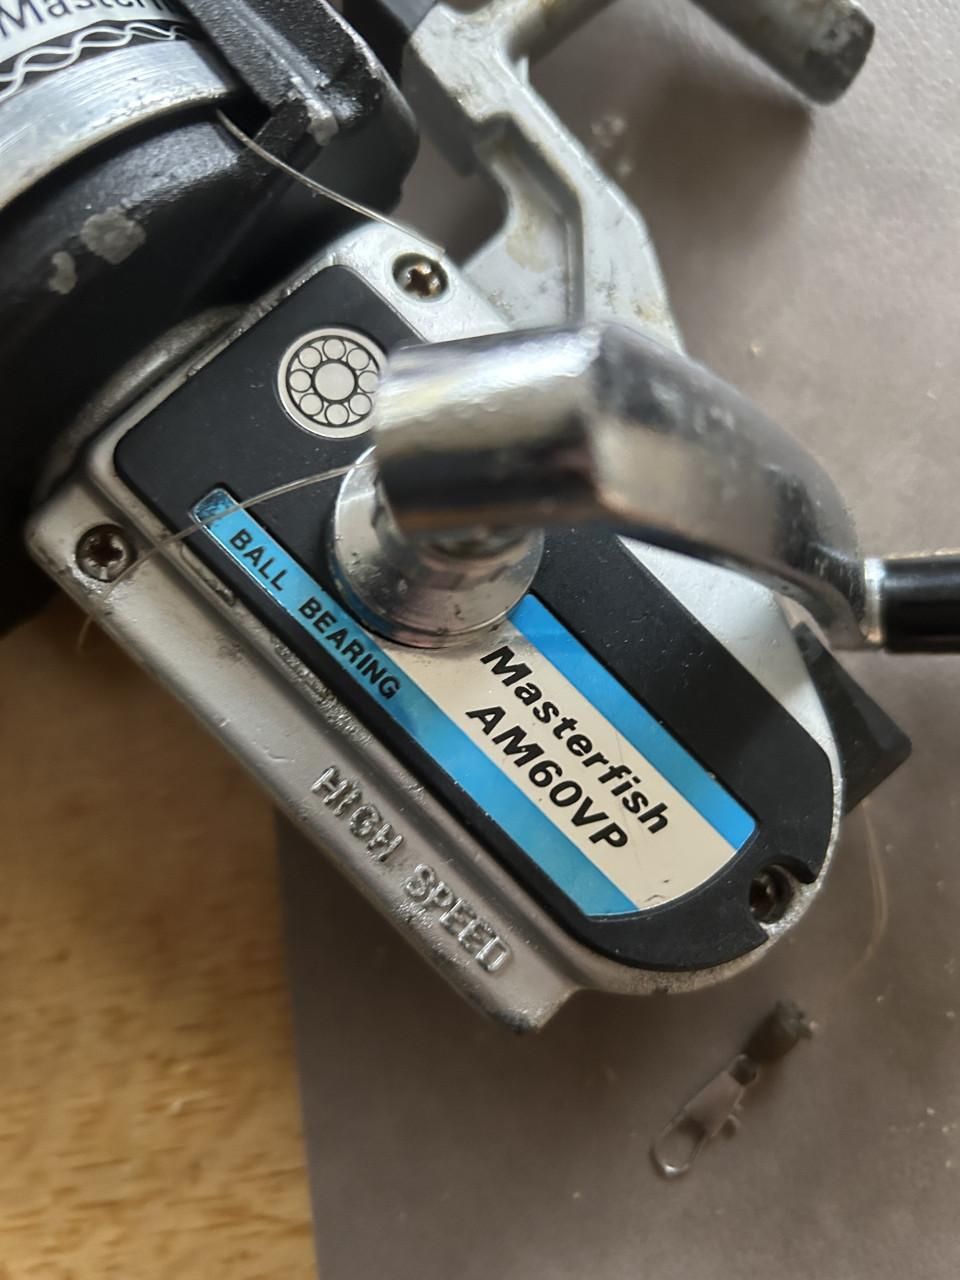 BALL BEARING
Masterfish
AM60VP
HIGH SPEED